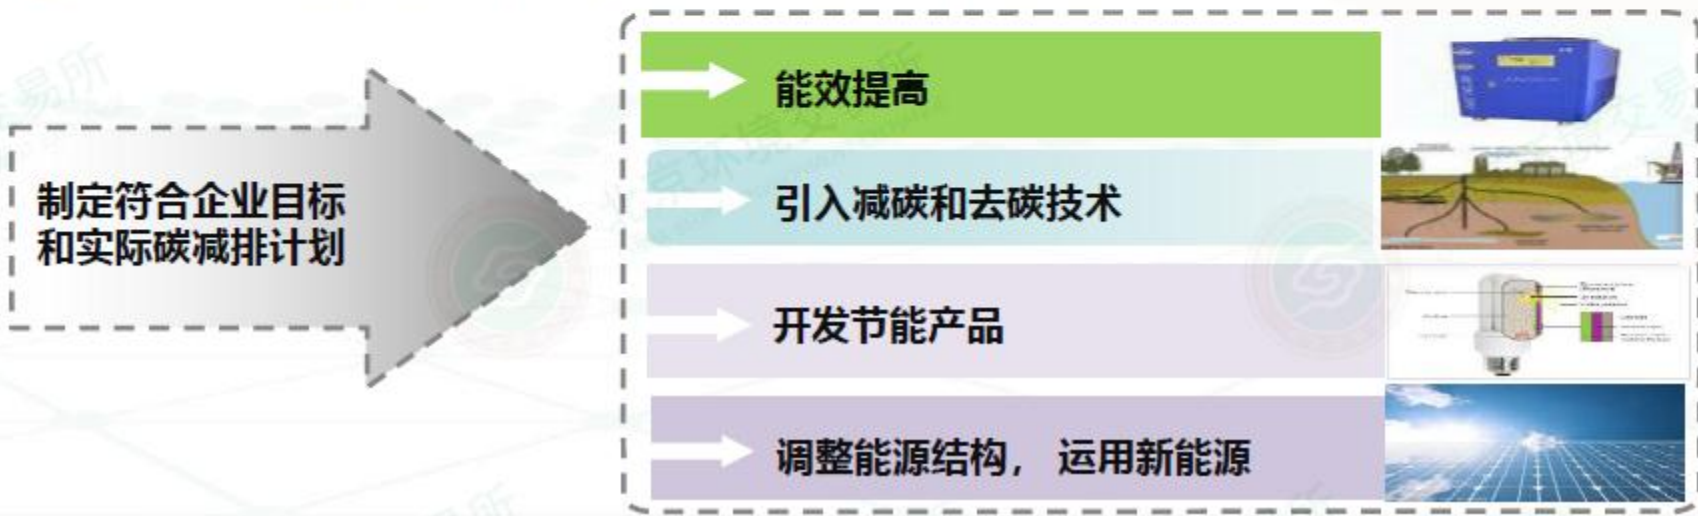 制定符合企业目标
和实际碳减排计划
能效提高
引入减碳和去碳技术
开发节能产品
调整能源结构， 运用新能源